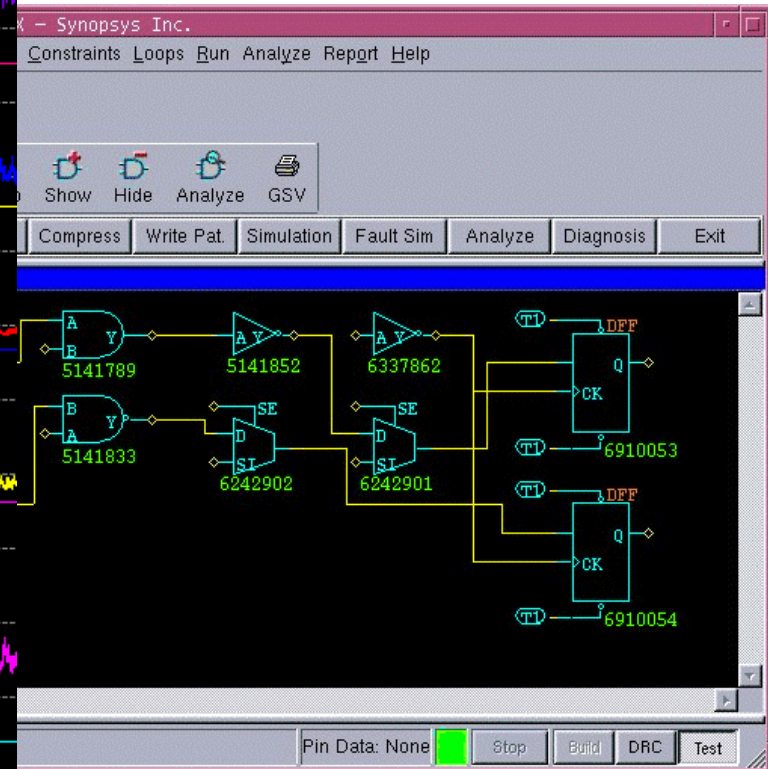 X – Synopsys Inc.
Constraints Loops Run Analyze Report Help
Show Hide Analyze GSV
Compress Write Pat. Simulation Fault Sim Analyze Diagnosis Exit
T1 DFF
A Y
B
5141789
A Y
5141852
A Y
6337862
Q
CK
T1 6910053
B Y
A
5141833
SE
D
SI
6242902
SE
D
SI
6242901
T1 DFF
Q
CK
T1 6910054
Pin Data: None Stop Build DRC Test